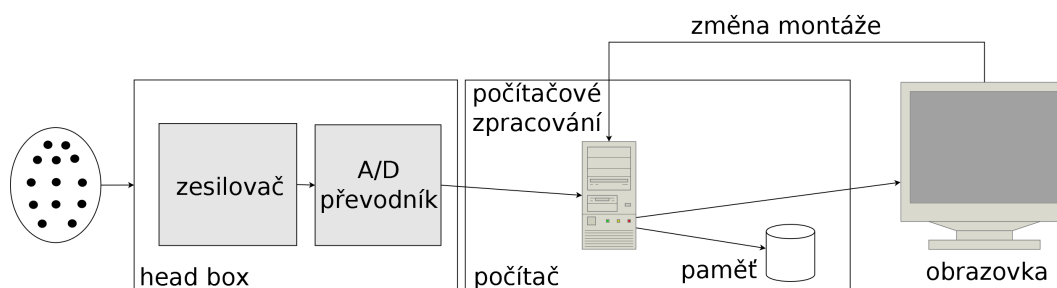 změna montáže
počítačové
zpracování
zesilovač
A/D
převodník
head box
počítač
paměť
obrazovka